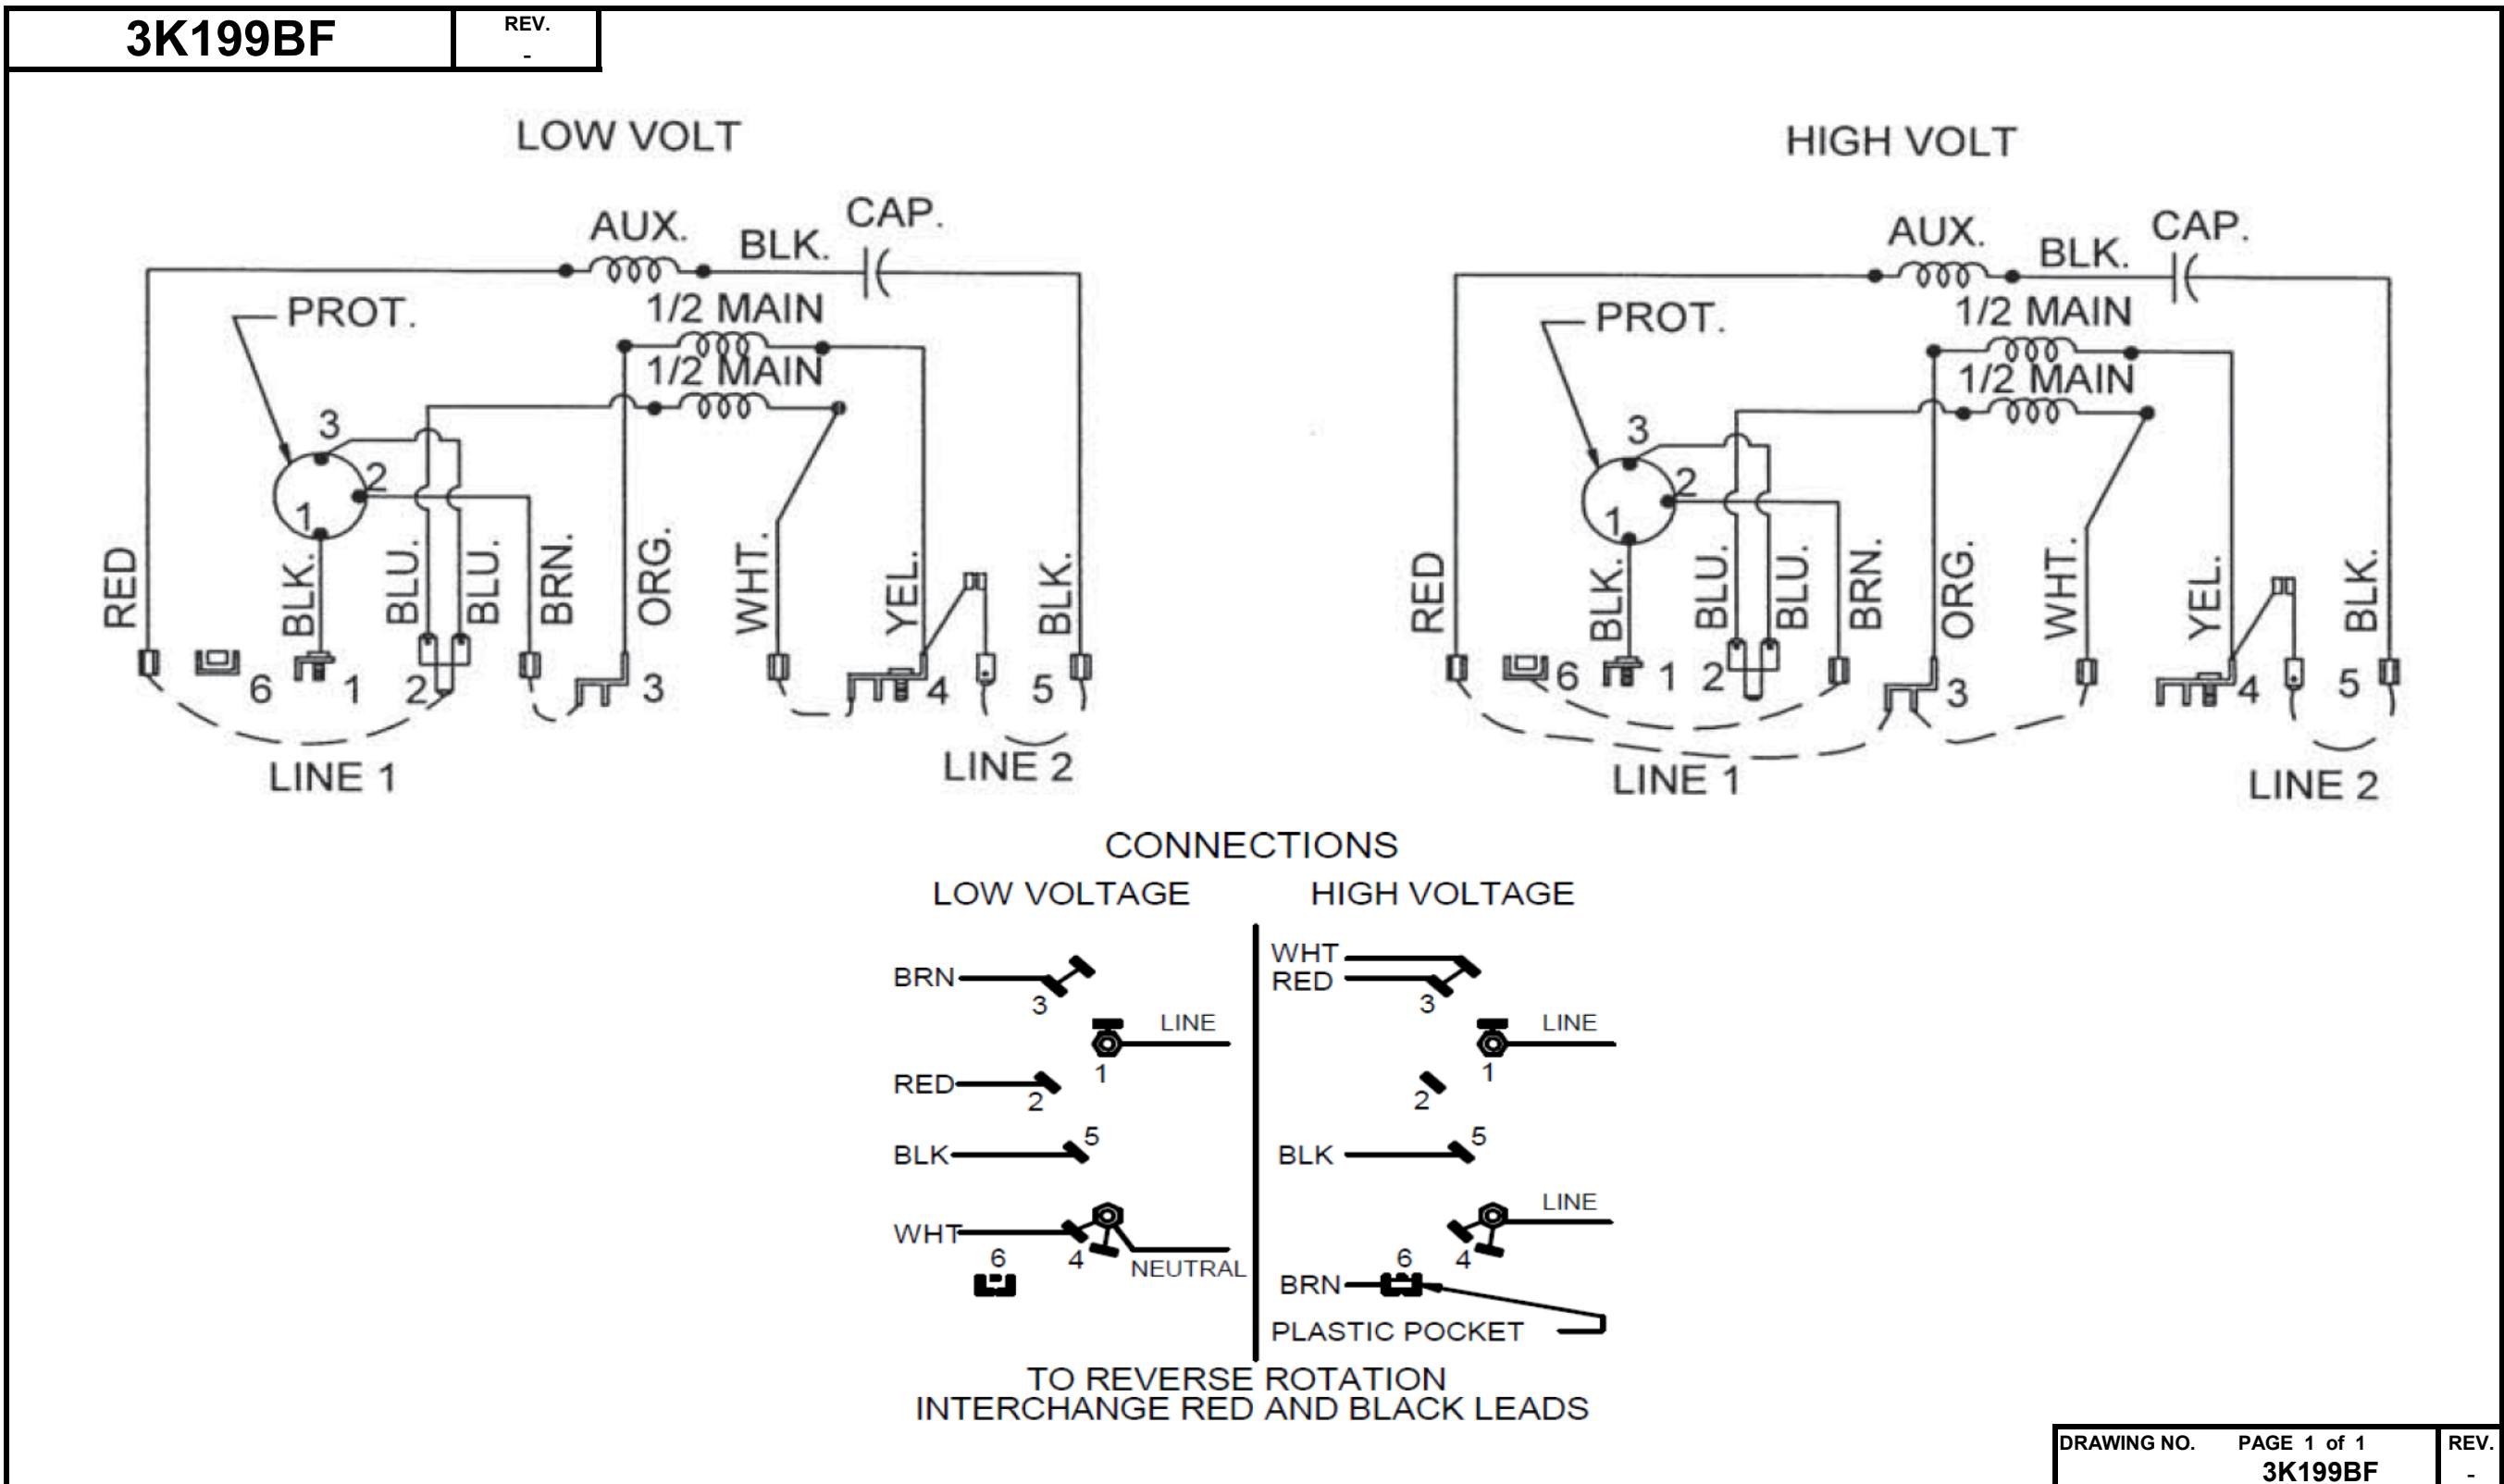 3K199BF
REV.
-
LOW VOLT
AUX.
BLK.
CAP.
1/2 MAIN
1/2 MAIN
PROT.
3
2
1
RED
BLK.
BLU.
BLU.
BRN.
ORG.
WHT.
YEL.
BLK.
6
1
2
3
4
5
LINE 1
LINE 2
HIGH VOLT
AUX.
BLK.
CAP.
1/2 MAIN
1/2 MAIN
PROT.
3
2
1
RED
BLK.
BLU.
BLU.
BRN.
ORG.
WHT.
YEL.
BLK.
6
1
2
3
4
5
LINE 1
LINE 2
CONNECTIONS
LOW VOLTAGE
BRN
3
LINE
1
RED
2
BLK
5
WHT
6
4
NEUTRAL
HIGH VOLTAGE
WHT
RED
3
LINE
1
2
BLK
5
LINE
4
6
BRN
PLASTIC POCKET
TO REVERSE ROTATION
INTERCHANGE RED AND BLACK LEADS
DRAWING NO. PAGE 1 of 1
3K199BF
REV.
-